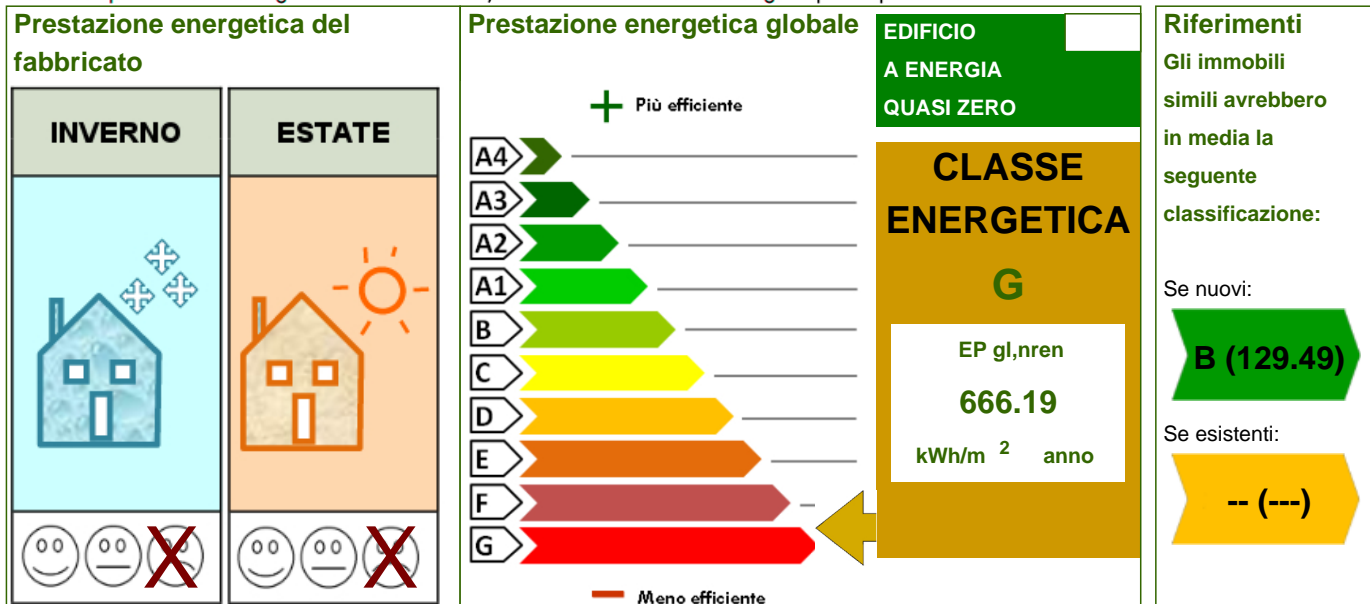 Prestazione energetica del
fabbricato
INVERNO
ESTATE
X
X
Prestazione energetica globale
+ Più efficiente
A4
A3
A2
A1
B
C
D
E
F
G
Meno efficiente
EDIFICIO
A ENERGIA
QUASI ZERO
CLASSE
ENERGETICA
G
EP gl,nren
666.19
kWh/m 2 anno
Riferimenti
Gli immobili
simili avrebbero
in media la
seguente
classificazione:
Se nuovi:
B (129.49)
Se esistenti:
-- (---)